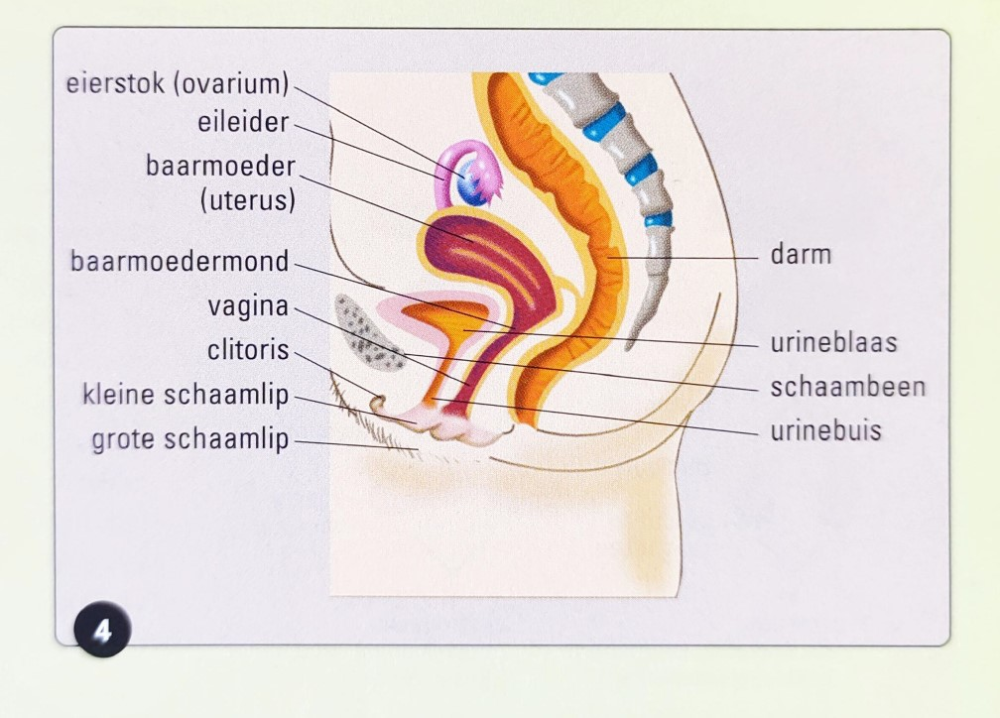 eierstok (ovarium)
eileider
baarmoeder
(uterus)
baarmoedermond
vagina
clitoris
kleine schaamlip
grote schaamlip
darm
urineblaas
schaambeen
urinebuis
4